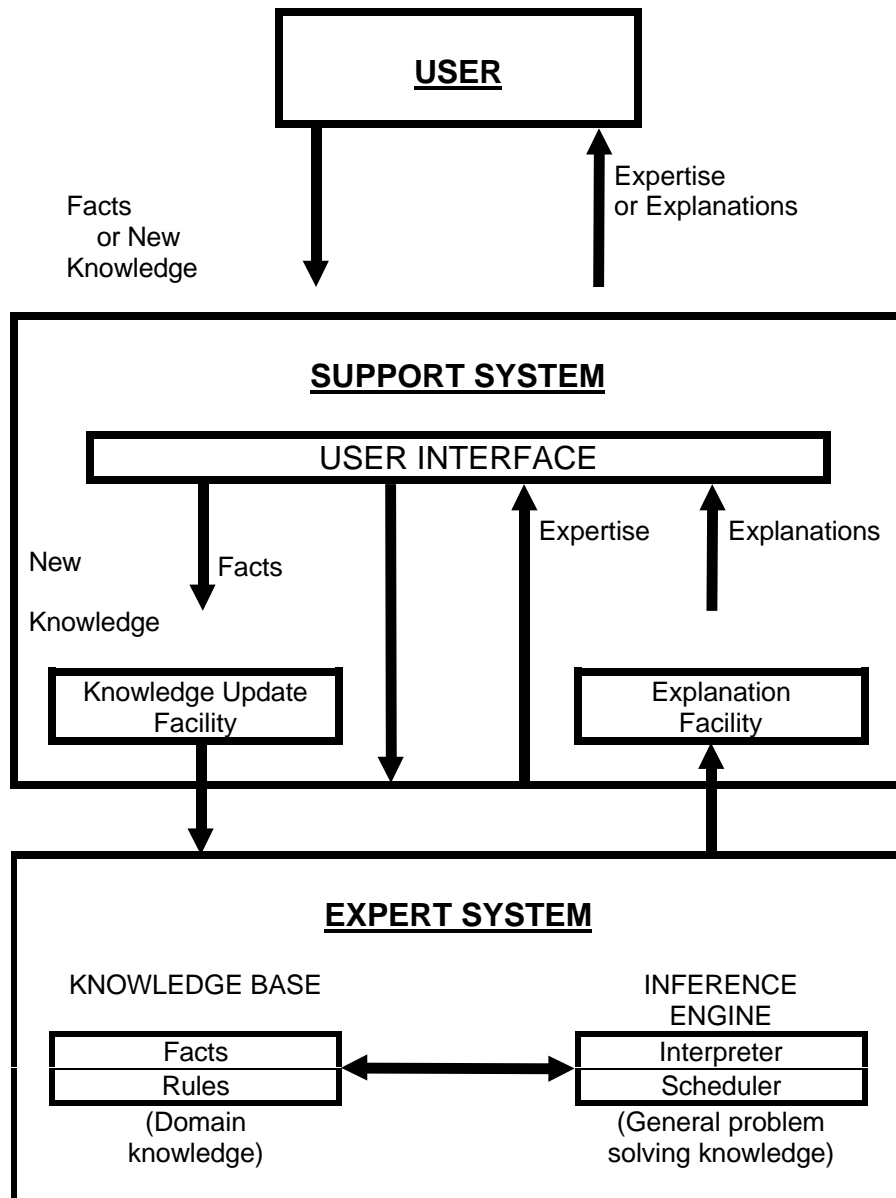 USER
Facts
or New
Knowledge
Expertise
or Explanations
SUPPORT SYSTEM
USER INTERFACE
New
Knowledge
Facts
Expertise
Explanations
Knowledge Update
Facility
Explanation
Facility
EXPERT SYSTEM
KNOWLEDGE BASE
Facts
Rules
(Domain
knowledge)
INFERENCE
ENGINE
Interpreter
Scheduler
(General problem
solving knowledge)